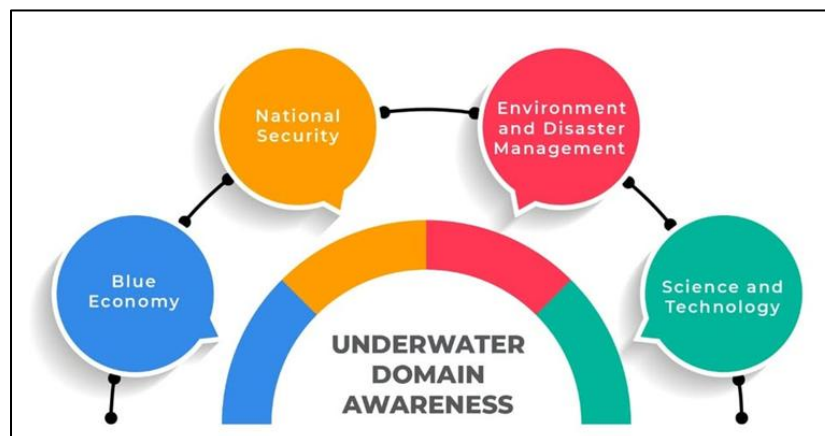 National
Security
Environment
and Disaster
Management
Blue
Economy
Science and
Technology
UNDERWATER
DOMAIN
AWARENESS